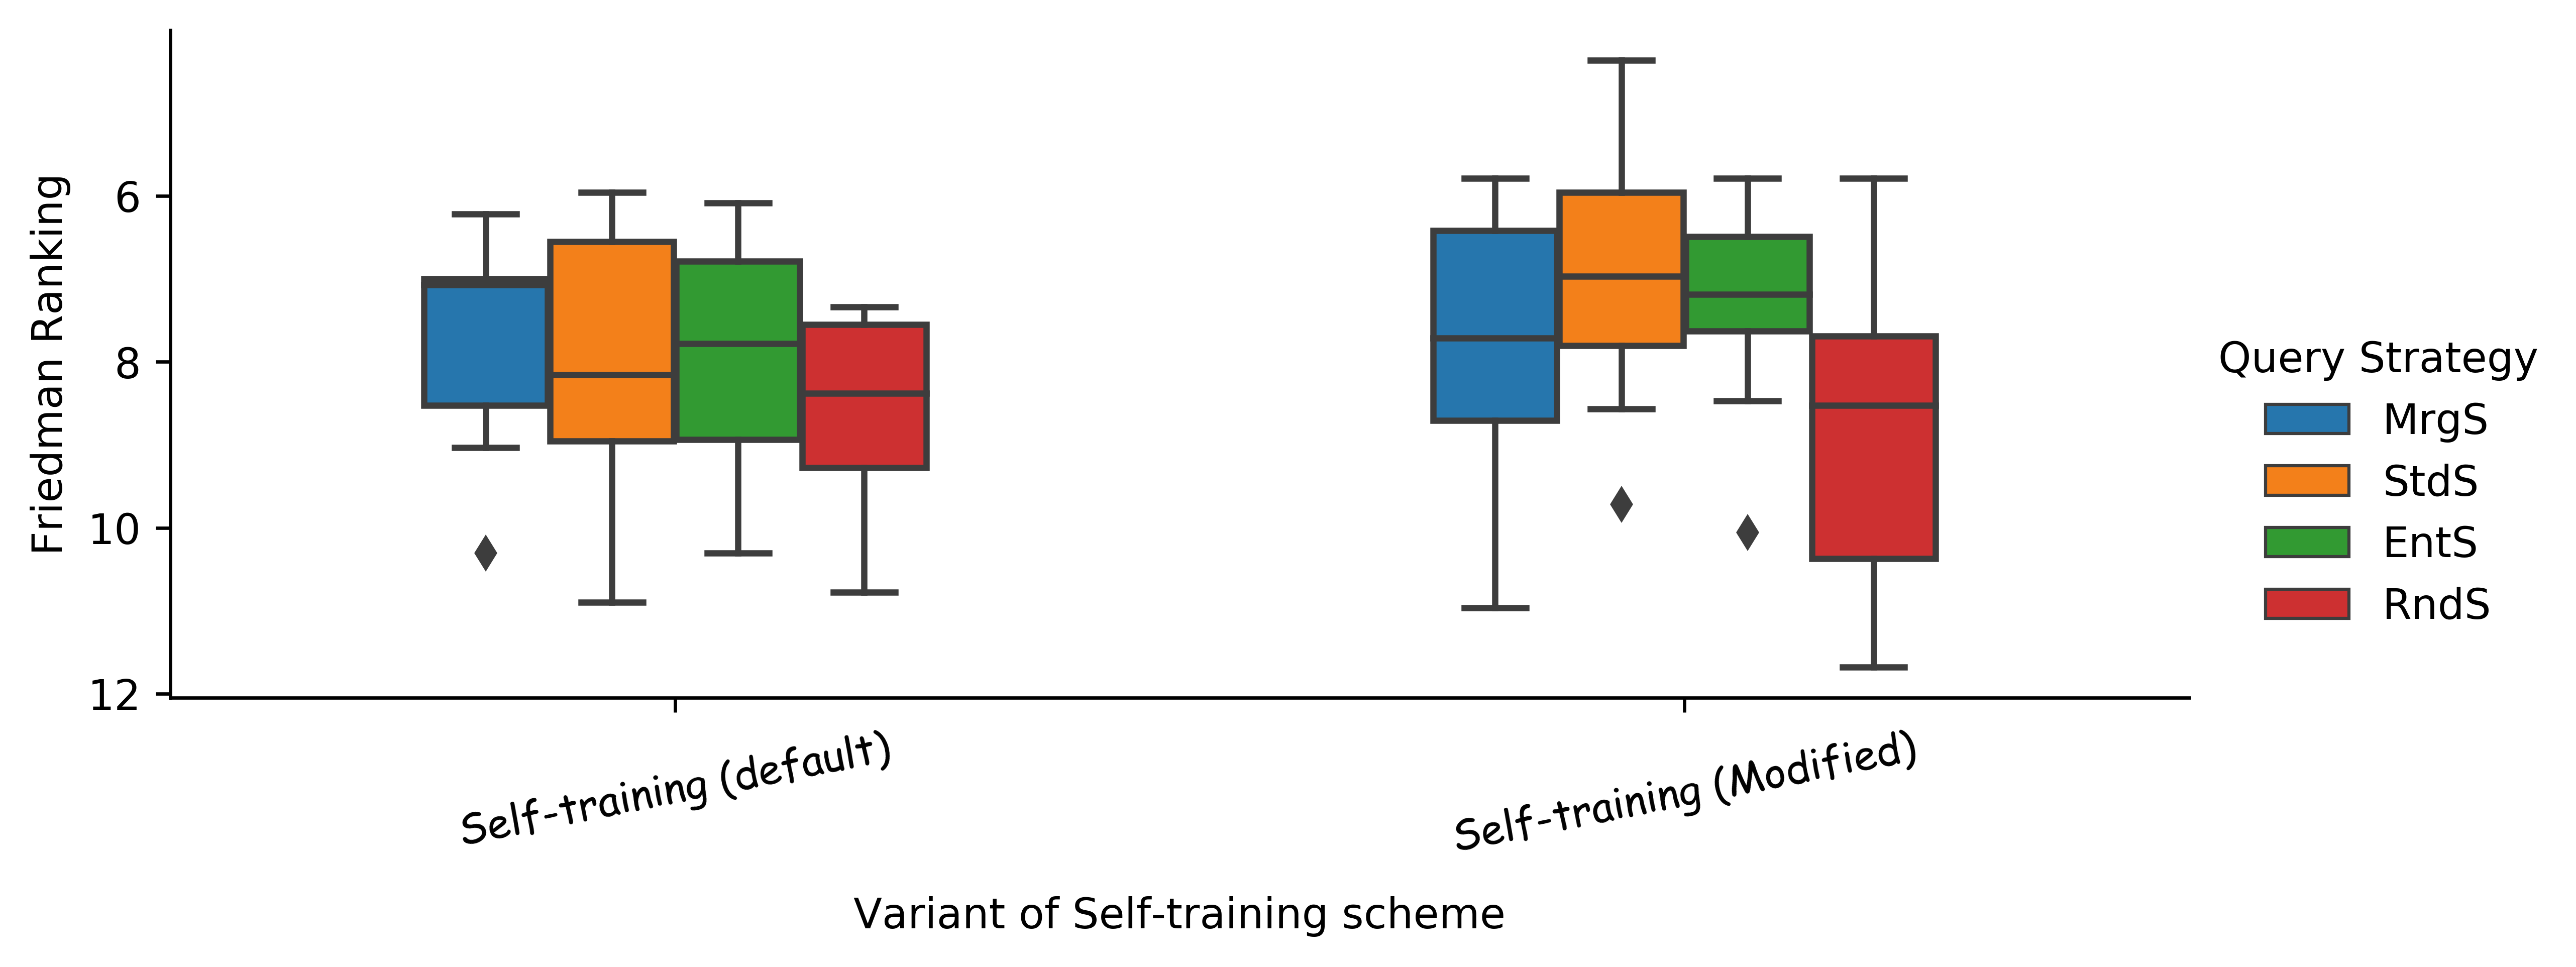 Friedman Ranking
6
8
10
12
Self-training (default)
Self-training (Modified)
Variant of Self-training scheme
Query Strategy
MrgS
StdS
EntS
RndS